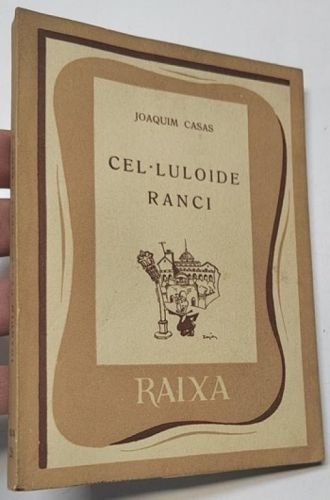 JOAQUIM CASAS
CEL·LULOIDE
RANCI
RAIXA